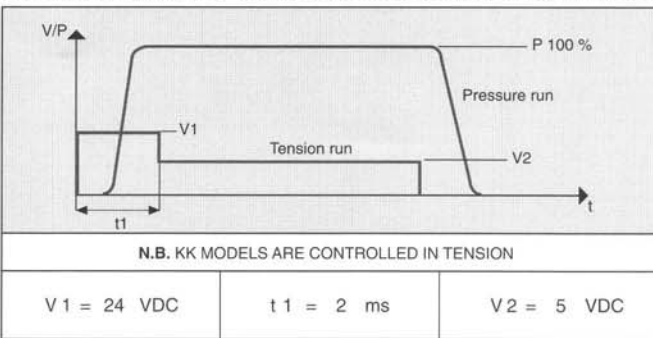 V/P
P 100 %
Pressure run
V1
Tension run
V2
t
t1
N.B. KK MODELS ARE CONTROLLED IN TENSION
V 1 = 24 VDC
t 1 = 2 ms
V 2 = 5 VDC